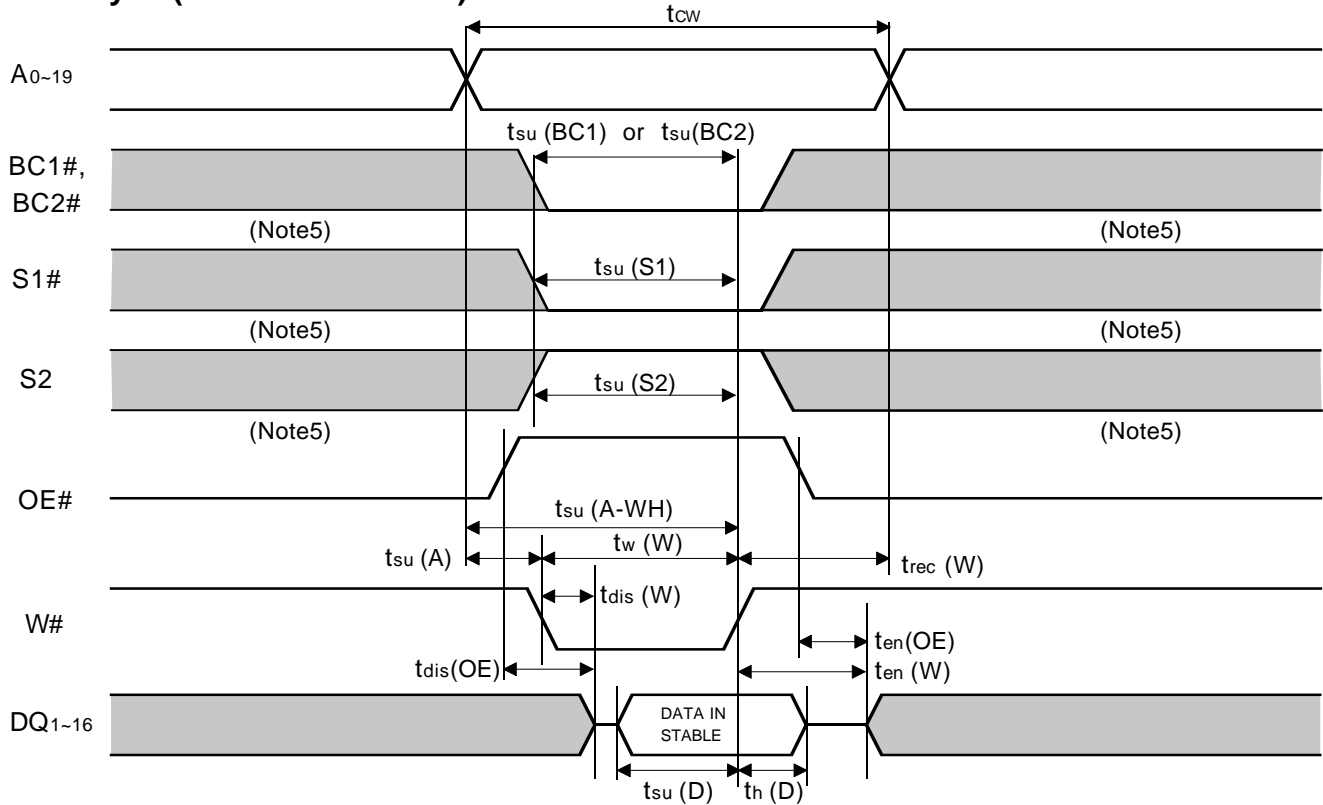 tCW
A0~19
tsu (BC1) or tsu(BC2)
BC1#,
BC2#
(Note5) (Note5)
S1#
tsu (S1)
(Note5) (Note5)
S2
tsu (S2)
(Note5) (Note5)
OE#
tsu (A-WH)
tsu (A) tw (W) trec (W)
tdis (W)
W#
ten(OE)
tdis(OE) ten (W)
DQ1~16
DATA IN
STABLE
tsu (D) th (D)